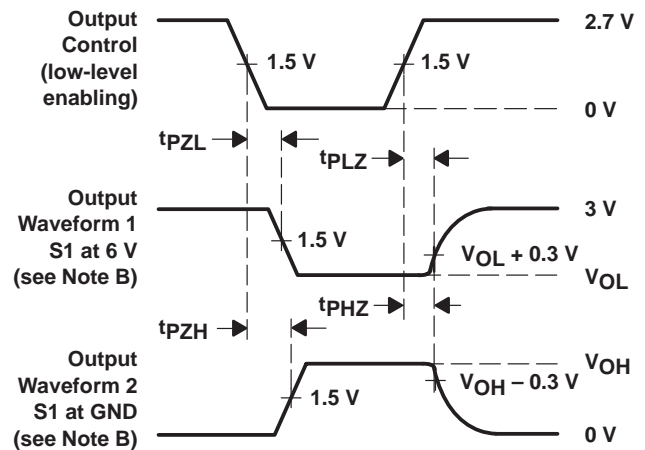 Output
Control
(low-level
enabling)
2.7 V
1.5 V
1.5 V
0 V
tPZL
tPLZ
Output
Waveform 1
S1 at 6 V
(see Note B)
3 V
1.5 V
VOL + 0.3 V
VOL
tPZH
tPHZ
Output
Waveform 2
S1 at GND
(see Note B)
VOH
1.5 V
VOH − 0.3 V
0 V